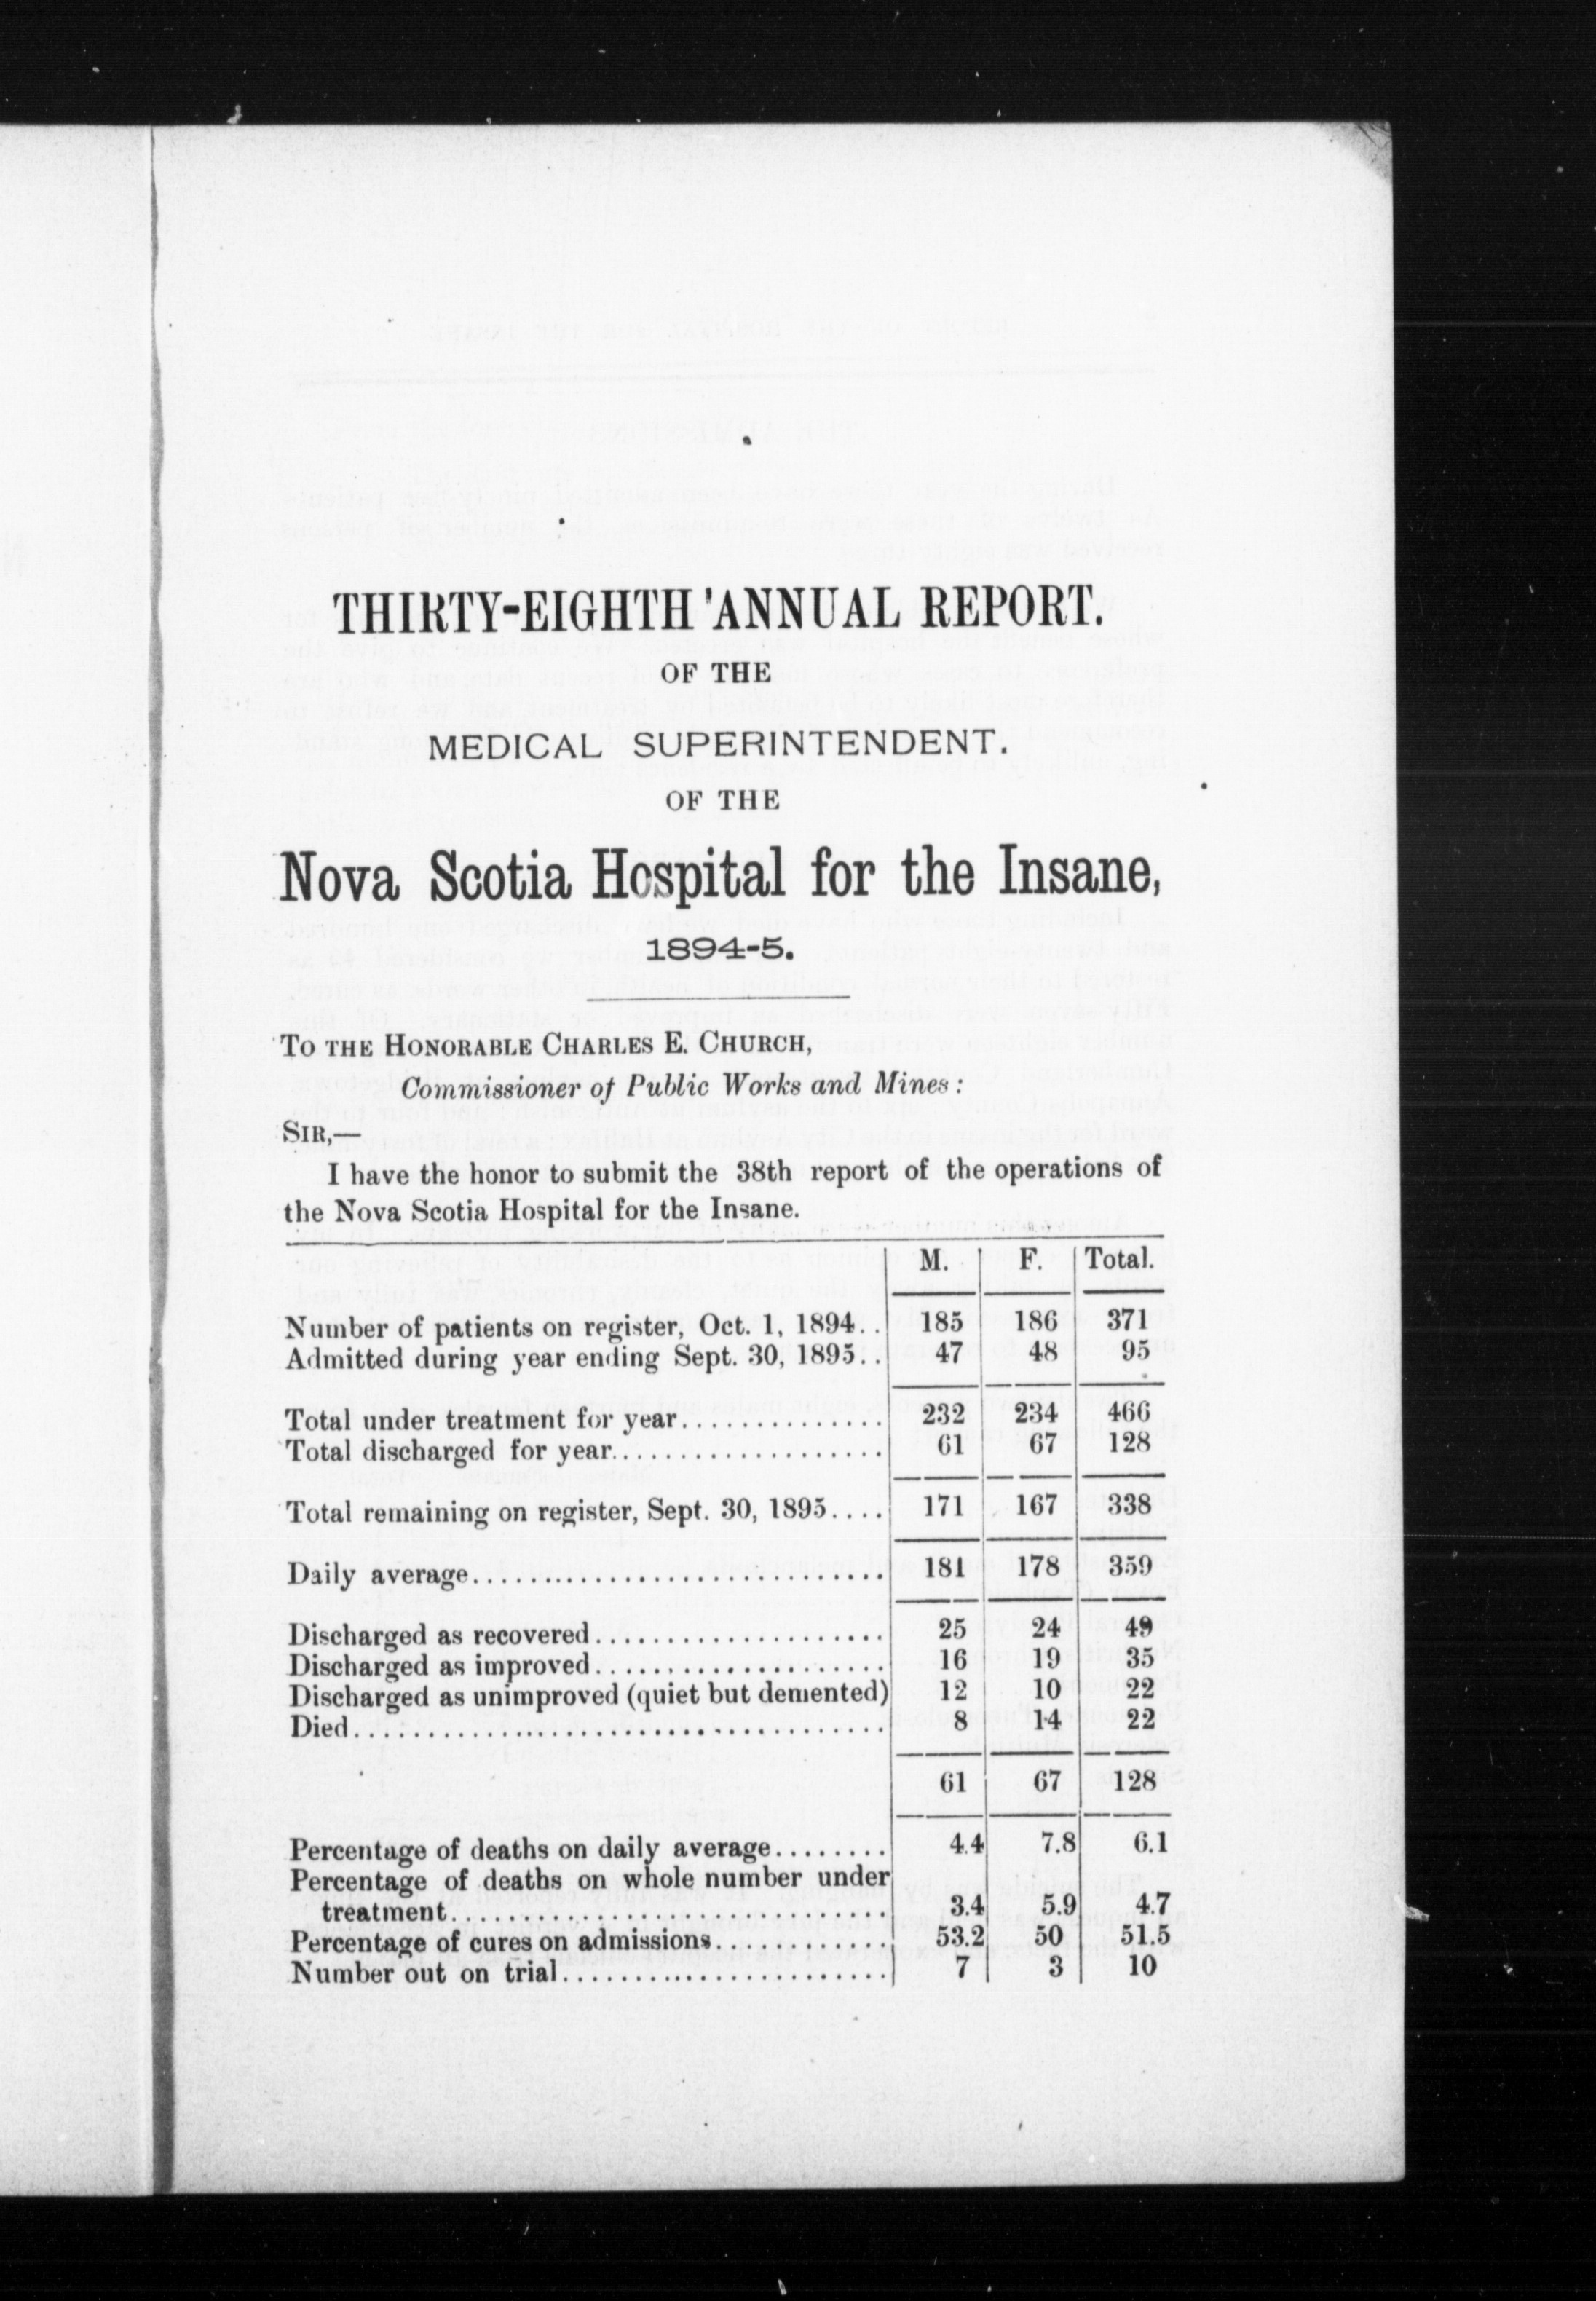 THIRTY-EIGHTH 'ANNUAL REPORT.
OF THE
MEDICAL SUPERINTENDENT.
OF THE
Nova Scotia Hospital for the Insane,
1894-5.
TO THE HONORABLE CHARLES E. CHURCH,
Commissioner of Public Works and Mines:
SIR,—
I have the honor to submit the 38th report of the operations of
the Nova Scotia Hospital for the Insane.
M. F. Total.
Number of patients on register, Oct. 1, 1894.. 185 186 371
Admitted during year ending Sept. 30, 1895.. 47 48 95
Total under treatment for year.............. 232 234 466
Total discharged for year................... 61 67 128
Total remaining on register, Sept. 30, 1895.... 171 167 338
Daily average............................. 181 178 359
Discharged as recovered.................... 25 24 49
Discharged as improved.................... 16 19 35
Discharged as unimproved (quiet but demented) 12 10 22
Died..................................... 8 14 22
61 67 128
Percentage of deaths on daily average........ 4.4 7.8 6.1
Percentage of deaths on whole number under
treatment.............................. 3.4 5.9 4.7
Percentage of cures on admissions............ 53.2 50 51.5
Number out on trial....................... 7 3 10